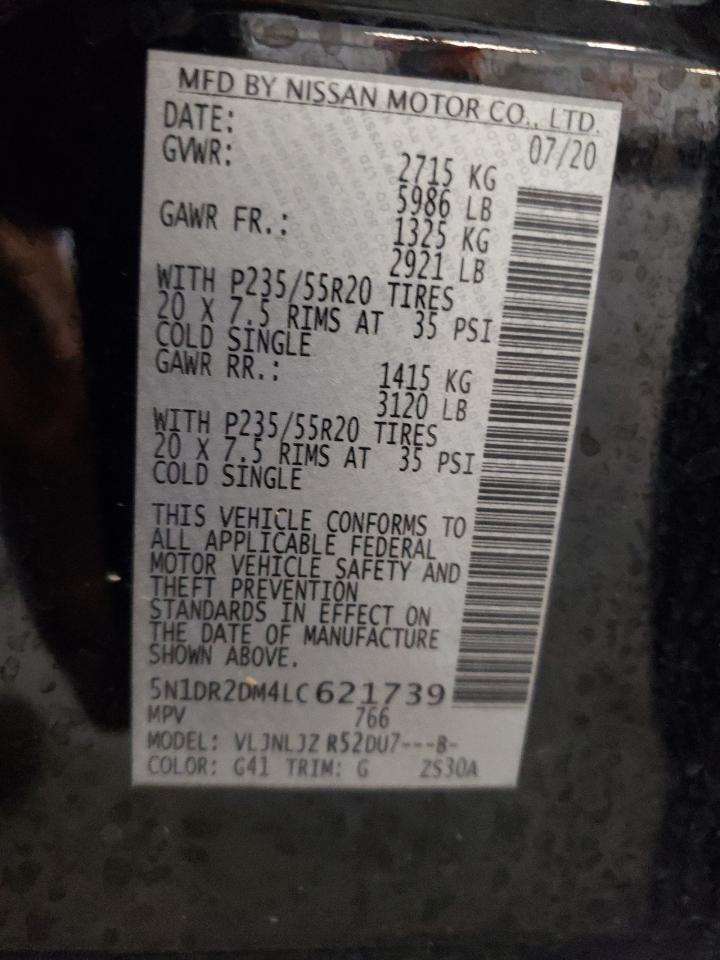 MFD BY NISSAN MOTOR CO., LTD.
DATE: 07/20
GVWR: 2715 KG
5986 LB
GAWR FR.: 1325 KG
2921 LB
WITH P235/55R20 TIRES
20 X 7.5 RIMS AT 35 PSI
COLD SINGLE
GAWR RR.: 1415 KG
3120 LB
WITH P235/55R20 TIRES
20 X 7.5 RIMS AT 35 PSI
COLD SINGLE
THIS VEHICLE CONFORMS TO
ALL APPLICABLE FEDERAL
MOTOR VEHICLE SAFETY AND
THEFT PREVENTION
STANDARDS IN EFFECT ON
THE DATE OF MANUFACTURE
SHOWN ABOVE.
5N1DR2DM4LC621739
MPV 766
MODEL: VLJNLJZ R52DU7---B-
COLOR: G41 TRIM: G 2S30A